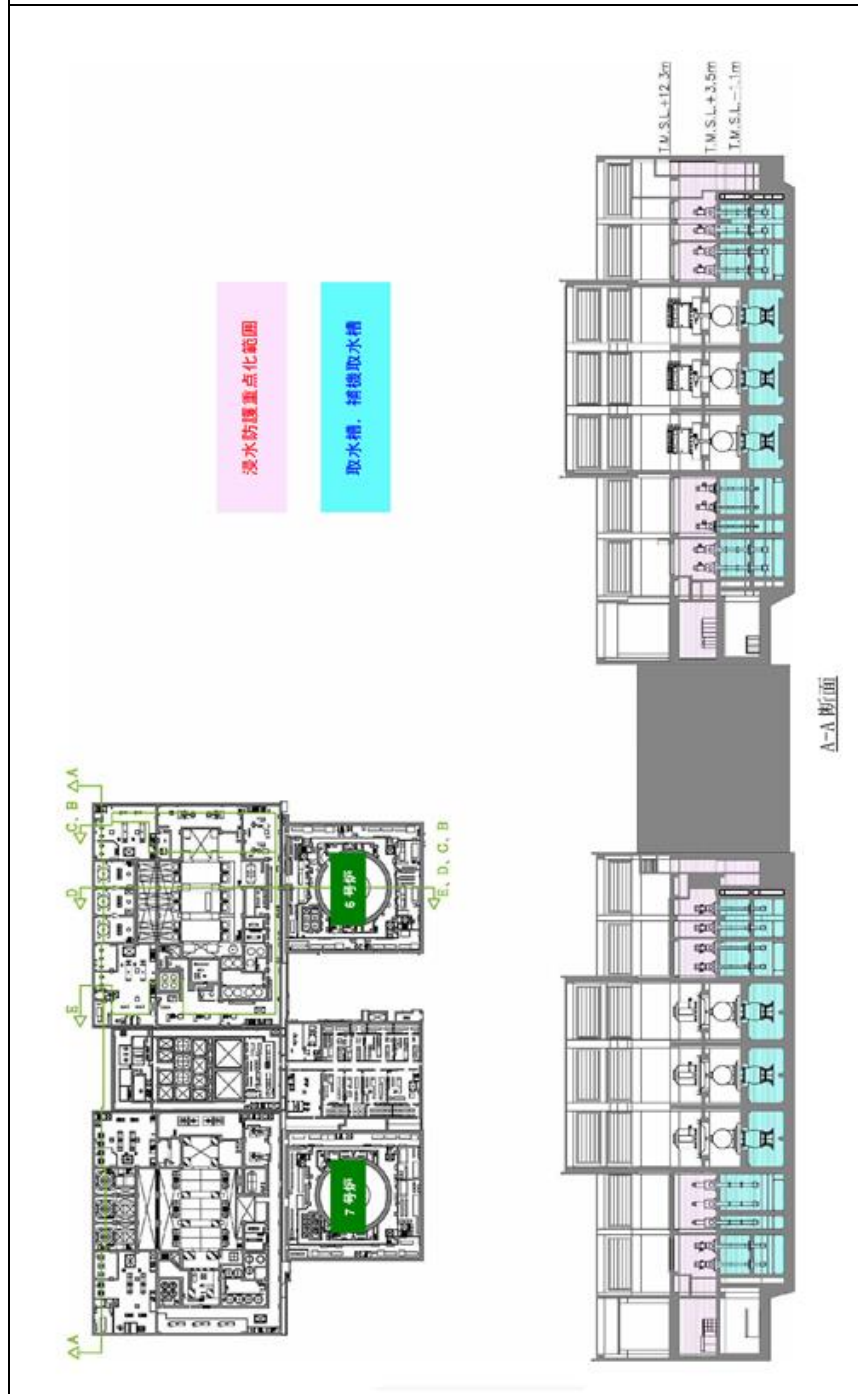 T.M.S.L.+12.3m
T.M.S.L.+3.5m
T.M.S.L.-1.1m
浸水防護重点化範囲
取水槽，補機取水槽
A-A 断面
A
C, B
D
E
A
6号炉
7号炉
E, D, C, B